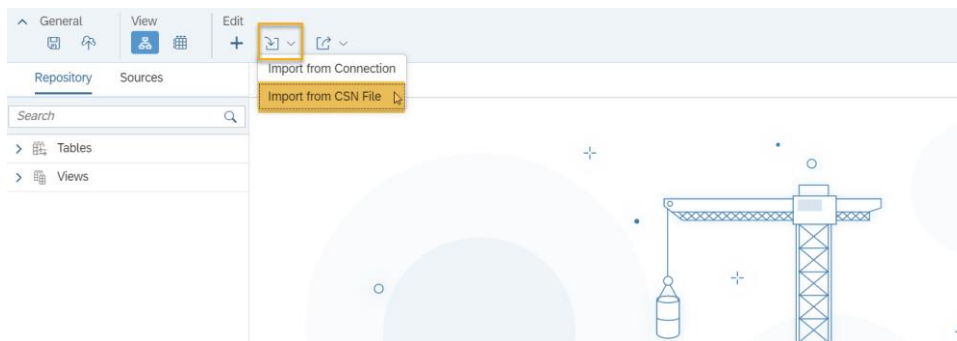 General View Edit
Import from Connection
Repository Sources
Import from CSN File
Search
Tables
Views